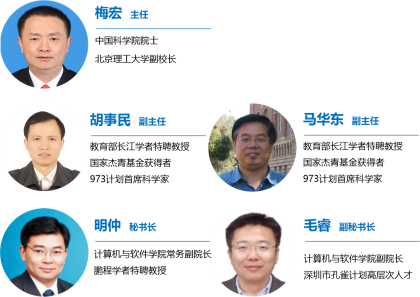 梅宏 主任
中国科学院院士
北京理工大学副校长
胡事民 副主任
教育部长江学者特聘教授
国家杰青基金获得者
973计划首席科学家
马华东 副主任
教育部长江学者特聘教授
国家杰青基金获得者
973计划首席科学家
明仲 秘书长
计算机与软件学院常务副院长
鹏程学者特聘教授
毛睿 副秘书长
计算机与软件学院副院长
深圳市孔雀计划高层次人才